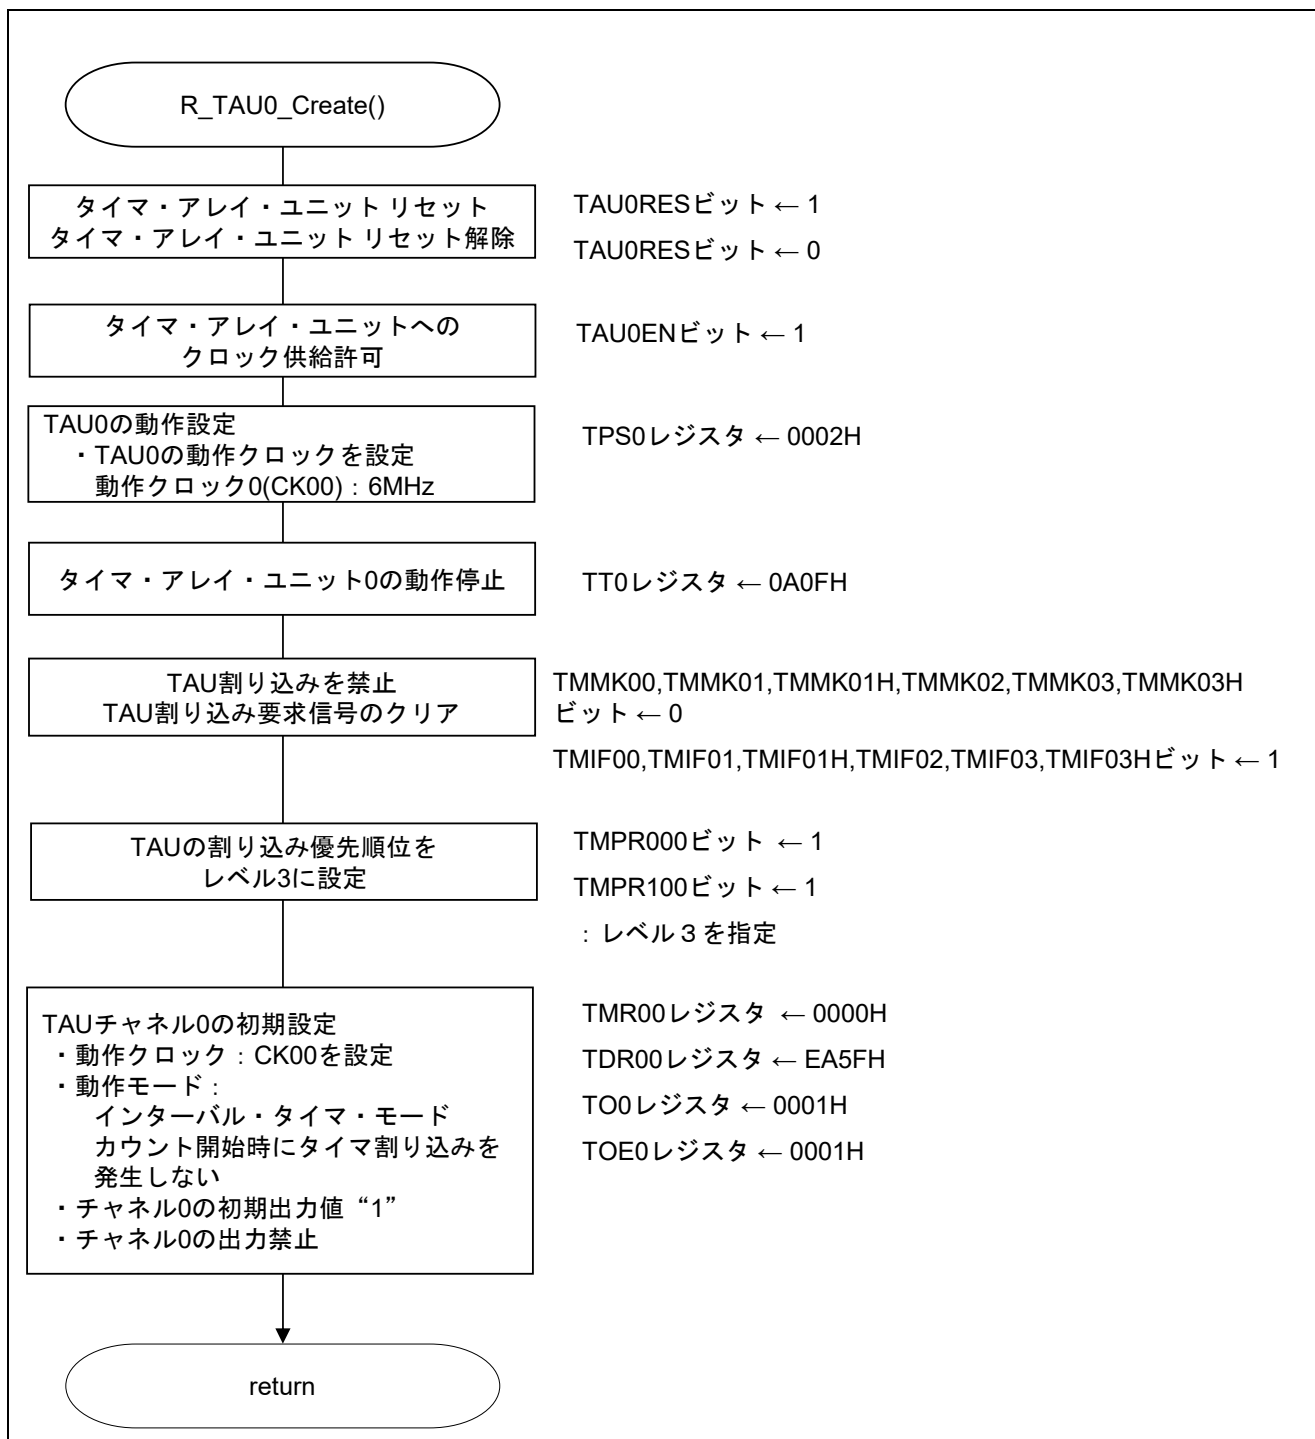 R_TAU0_Create()
タイマ・アレイ・ユニット リセット
タイマ・アレイ・ユニット リセット解除
TAU0RESビット ← 1
TAU0RESビット ← 0
タイマ・アレイ・ユニットへの
クロック供給許可
TAU0ENビット ← 1
TAU0の動作設定
・TAU0の動作クロックを設定
動作クロック0(CK00)：6MHz
TPS0レジスタ ← 0002H
タイマ・アレイ・ユニット0の動作停止
TT0レジスタ ← 0A0FH
TAU割り込みを禁止
TAU割り込み要求信号のクリア
TMMK00,TMMK01,TMMK01H,TMMK02,TMMK03,TMMK03H
ビット ← 0
TMIF00,TMIF01,TMIF01H,TMIF02,TMIF03,TMIF03Hビット ← 1
TAUの割り込み優先順位を
レベル3に設定
TMPR000ビット ← 1
TMPR100ビット ← 1
：レベル３を指定
TAUチャネル0の初期設定
・動作クロック：CK00を設定
・動作モード：
インターバル・タイマ・モード
カウント開始時にタイマ割り込みを
発生しない
・チャネル0の初期出力値“1”
・チャネル0の出力禁止
TMR00レジスタ ← 0000H
TDR00レジスタ ← EA5FH
TO0レジスタ ← 0001H
TOE0レジスタ ← 0001H
return